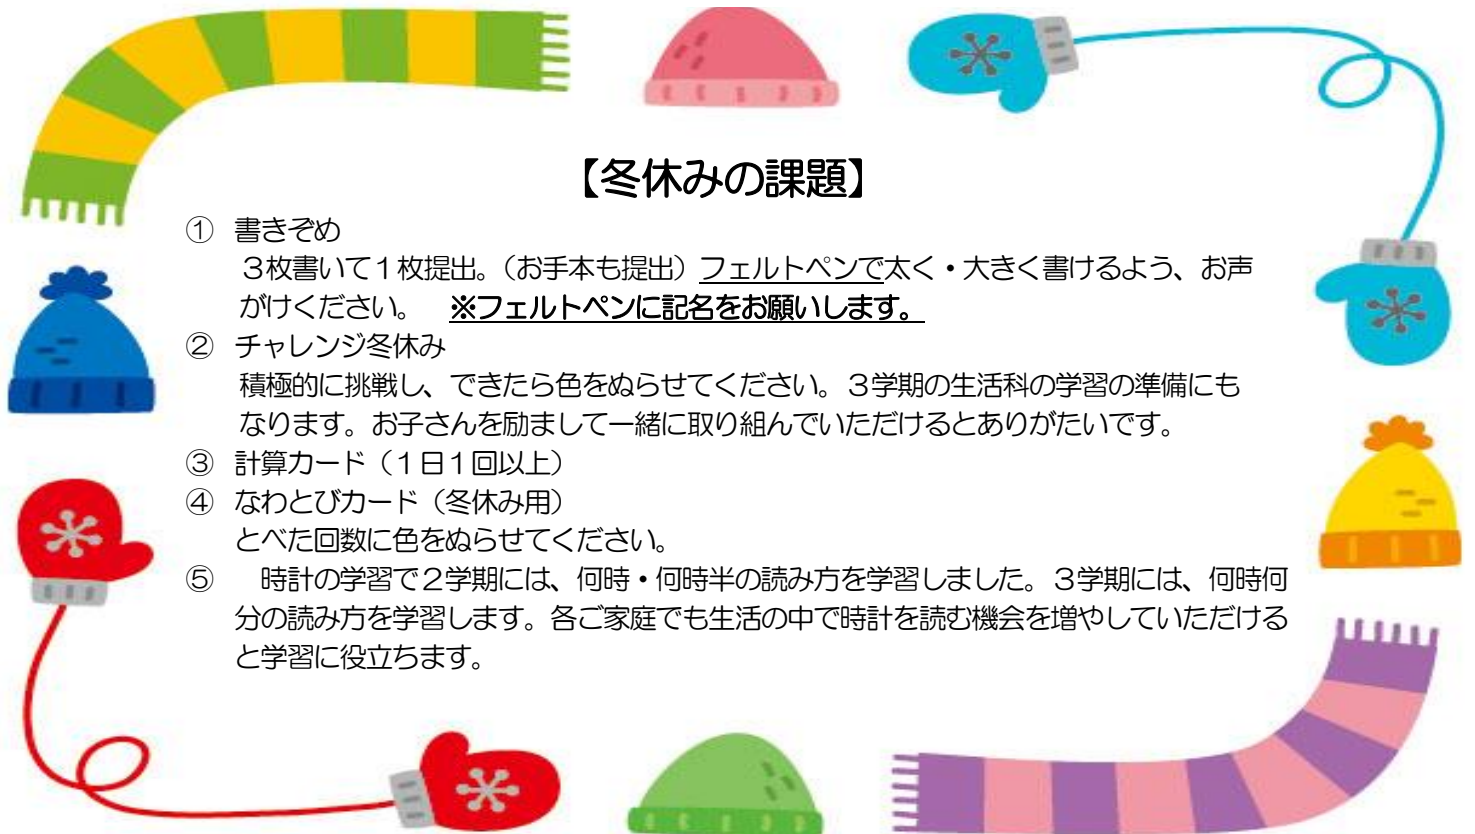 【冬休みの課題】
① 書きぞめ
３枚書いて１枚提出。（お手本も提出）フェルトペンで太く・大きく書けるよう、お声
がけください。　※フェルトペンに記名をお願いします。
② チャレンジ冬休み
積極的に挑戦し、できたら色をぬらせてください。３学期の生活科の学習の準備にも
なります。お子さんを励まして一緒に取り組んでいただけるとありがたいです。
③ 計算カード（１日１回以上）
④ なわとびカード（冬休み用）
とべた回数に色をぬらせてください。
⑤　時計の学習で２学期には、何時・何時半の読み方を学習しました。３学期には、何時何
分の読み方を学習します。各ご家庭でも生活の中で時計を読む機会を増やしていただける
と学習に役立ちます。